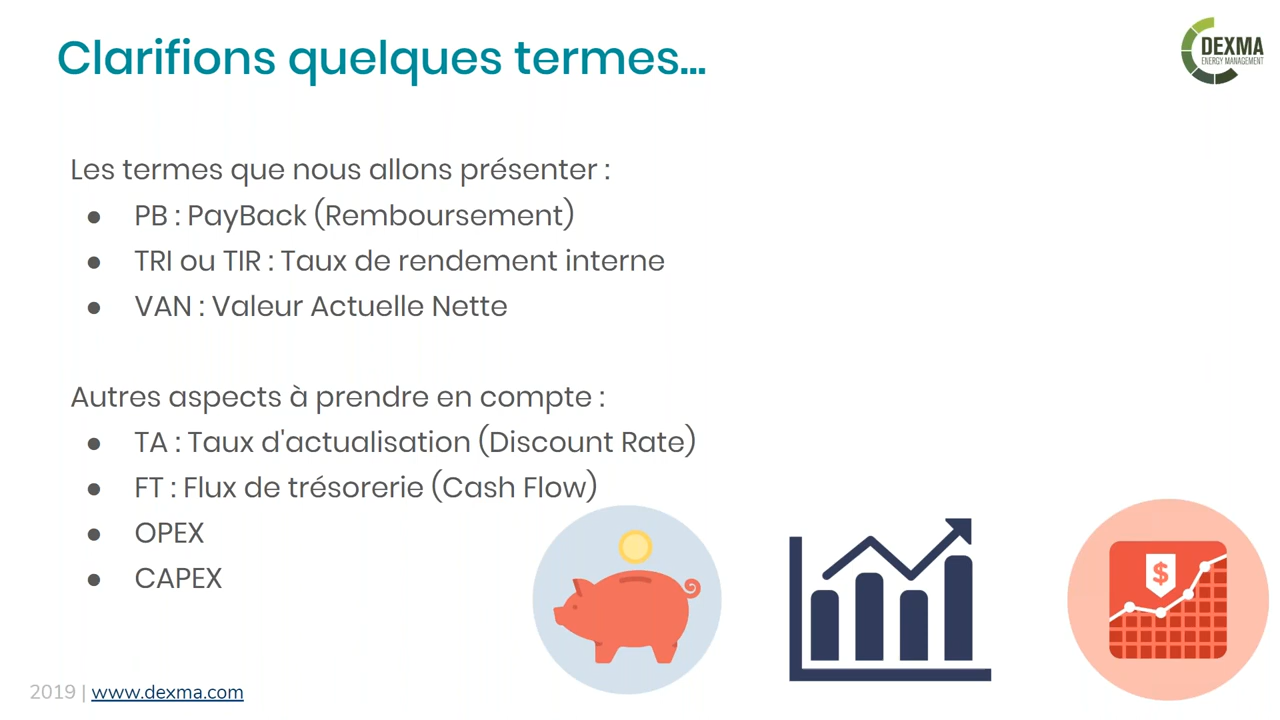 Clarifions quelques termes...
DEXMA
ENERGY MANAGEMENT
Les termes que nous allons présenter :
● PB : PayBack (Remboursement)
● TRI ou TIR : Taux de rendement interne
● VAN : Valeur Actuelle Nette
Autres aspects à prendre en compte :
● TA : Taux d'actualisation (Discount Rate)
● FT : Flux de trésorerie (Cash Flow)
● OPEX
● CAPEX
$
2019 | www.dexma.com